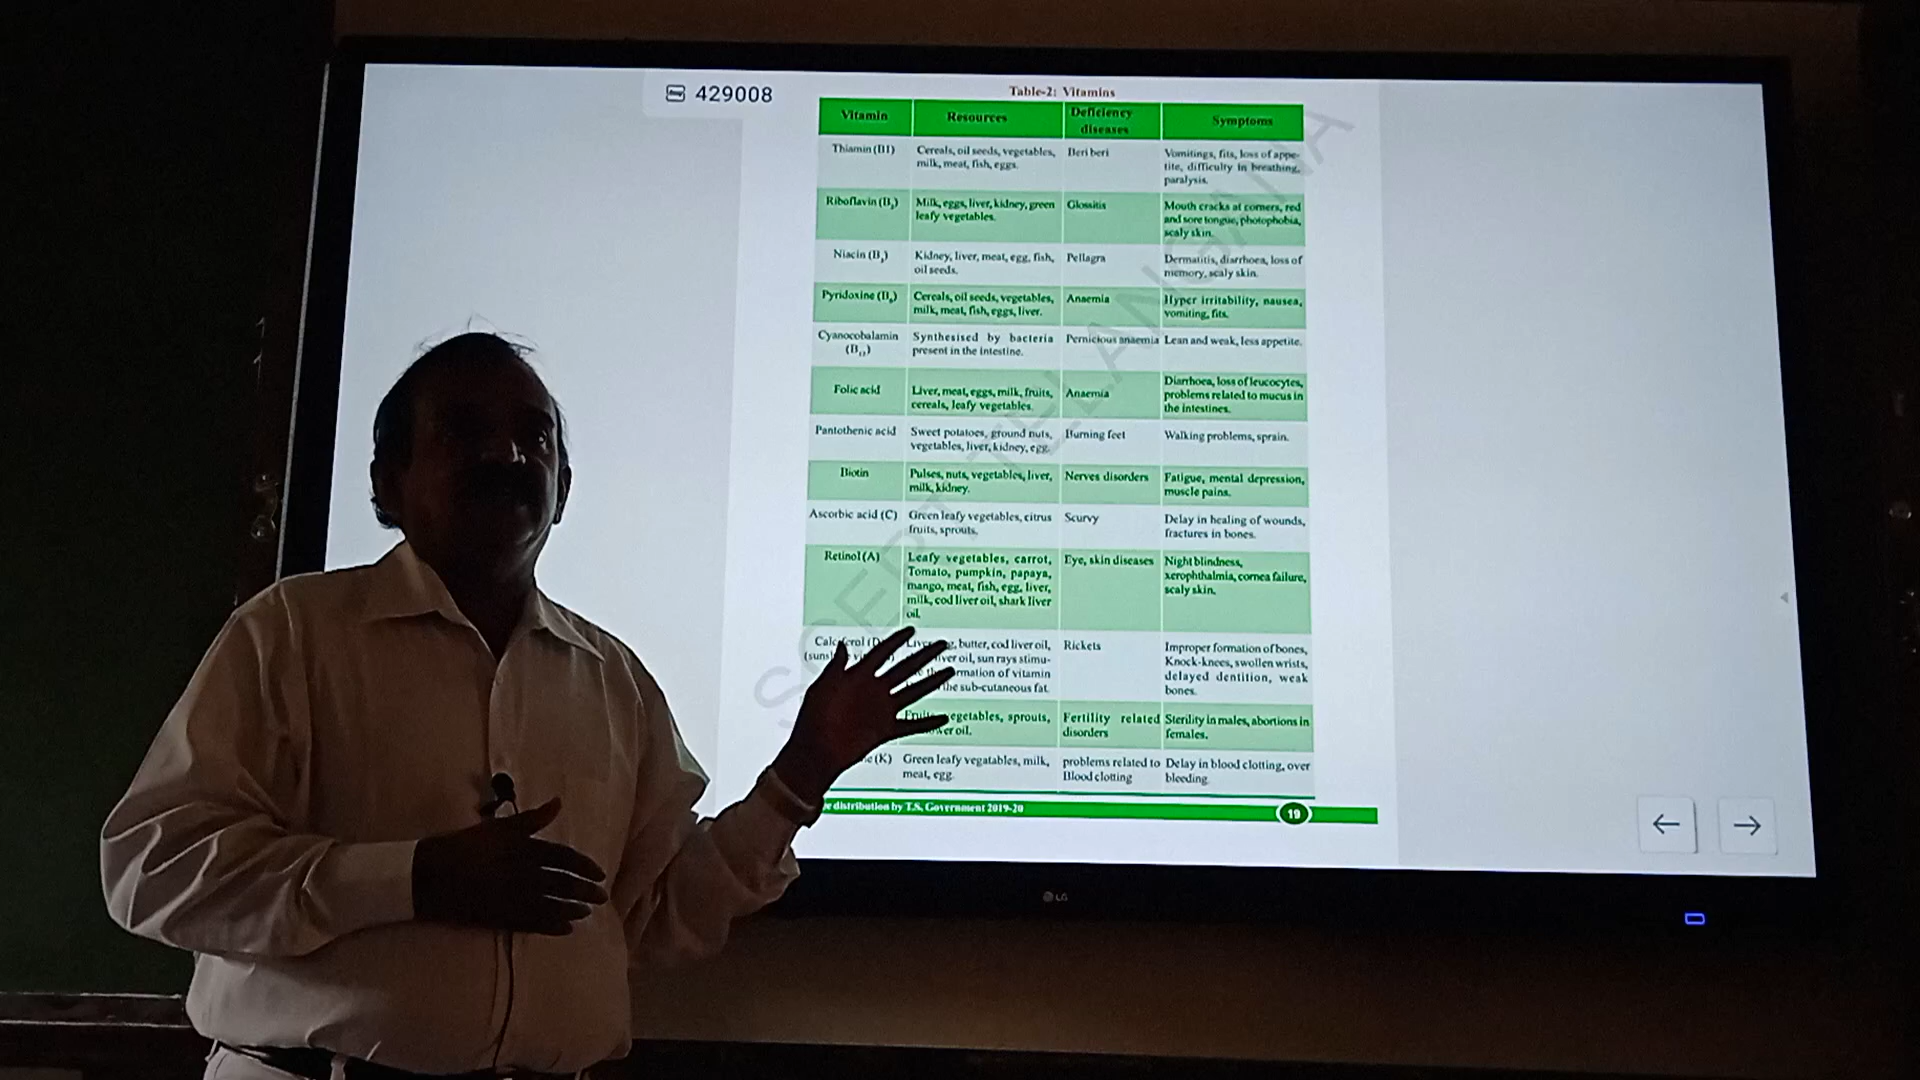 429008
Table-2: Vitamins
Vitamin Resources Deficiency diseases Symptoms
Thiamin (B1) Cereals, oil seeds, vegetables, Beri beri Vomitings, fits, loss of appe-
milk, meat, fish, eggs. tite, difficulty in breathing,
paralysis.
Riboflavin (B2) Milk, eggs, liver, kidney, green Glossitis Mouth cracks at corners, red
leafy vegetables. and sore tongue, photophobia,
scaly skin.
Niacin (B3) Kidney, liver, meat, egg, fish, Pellagra Dermatitis, diarrhoea, loss of
oil seeds. memory, scaly skin.
Pyridoxine (B6) Cereals, oil seeds, vegetables, Anaemia Hyper irritability, nausea,
milk, meat, fish, eggs, liver. vomiting, fits.
Cyanocobalamin Synthesised by bacteria Pernicious anaemia Lean and weak, less appetite.
(B12) present in the intestine.
Folic acid Liver, meat, eggs, milk, fruits, Anaemia Diarrhoea, loss of leucocytes,
cereals, leafy vegetables. problems related to mucus in
the intestines.
Pantothenic acid Sweet potatoes, ground nuts, Burning feet Walking problems, sprain.
vegetables, liver, kidney, egg.
Biotin Pulses, nuts, vegetables, liver, Nerves disorders Fatigue, mental depression,
milk, kidney. muscle pains.
Ascorbic acid (C) Green leafy vegetables, citrus Scurvy Delay in healing of wounds,
fruits, sprouts. fractures in bones.
Retinol (A) Leafy vegetables, carrot, Eye, skin diseases Night blindness,
Tomato, pumpkin, papaya, xerophthalmia, cornea failure,
mango, meat, fish, egg, liver, scaly skin.
milk, cod liver oil, shark liver
oil.
butter, cod liver oil, Rickets Improper formation of bones,
liver oil, sun rays stimu- Knock-knees, swollen wrists,
formation of vitamin delayed dentition, weak
the sub-cutaneous fat. bones.
vegetables, sprouts, Fertility related Sterility in males, abortions in
oil. disorders females.
(K) Green leafy vegatables, milk, problems related to Delay in blood clotting, over
meat, egg. Blood clotting bleeding.
distribution by T.S. Government 2019-20 19
SCERT TELANGANA
LG